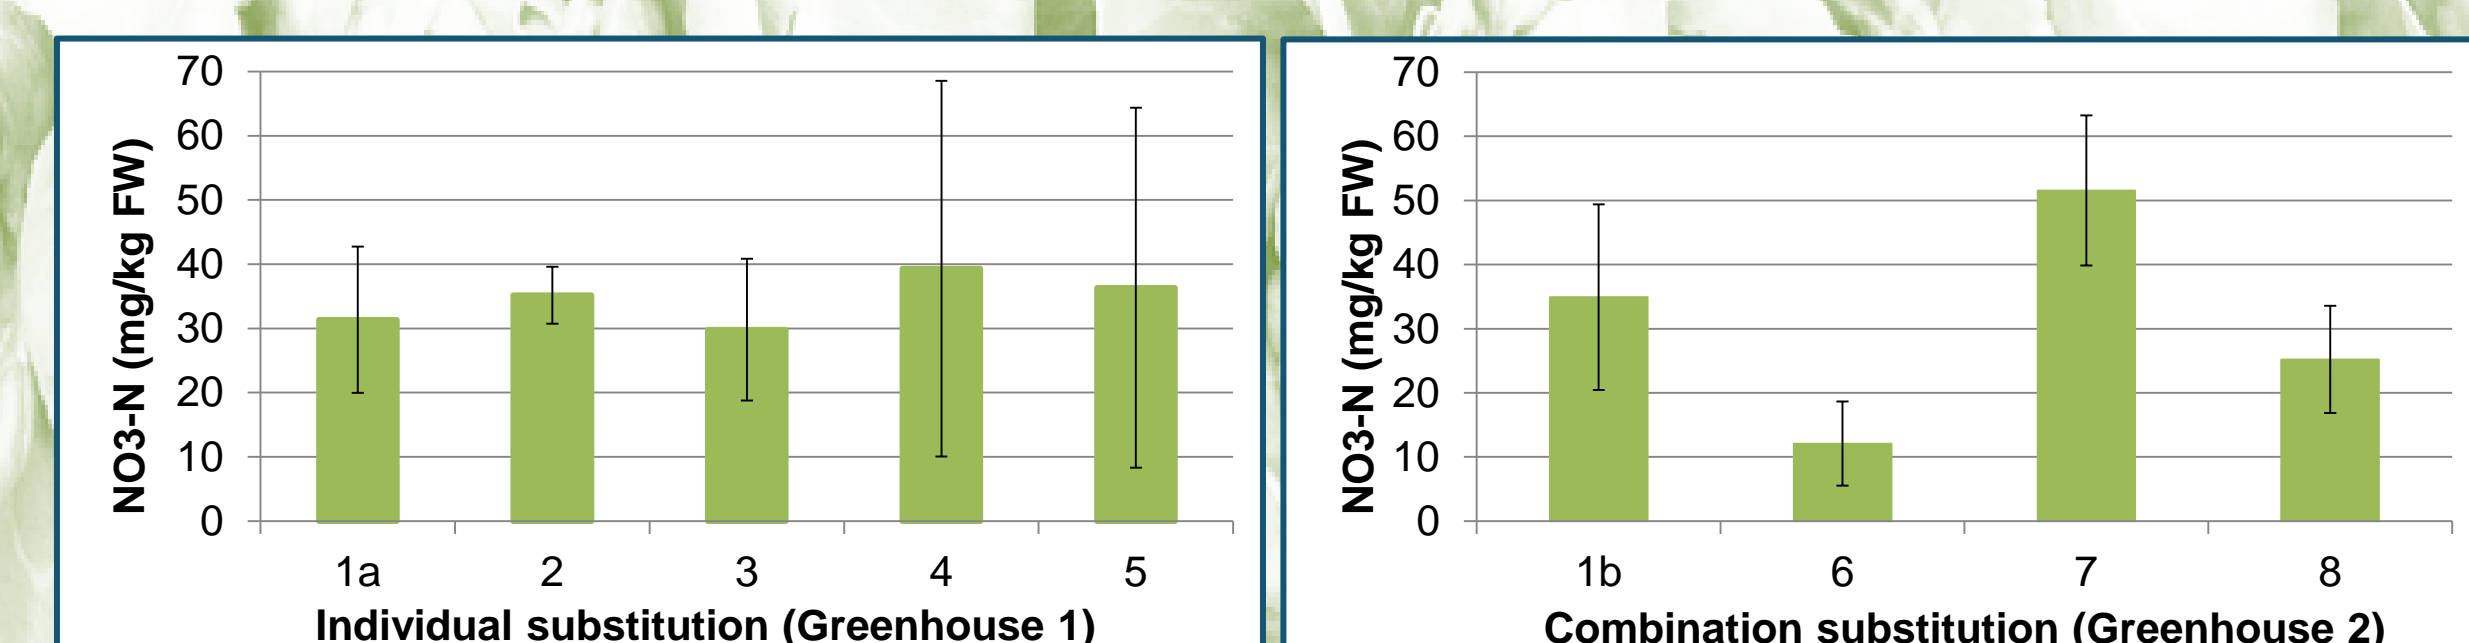 70
60
50
40
30
20
10
0
NO3-N (mg/kg FW)
1a 2 3 4 5
Individual substitution (Greenhouse 1)
70
60
50
40
30
20
10
0
NO3-N (mg/kg FW)
1b 6 7 8
Combination substitution (Greenhouse 2)